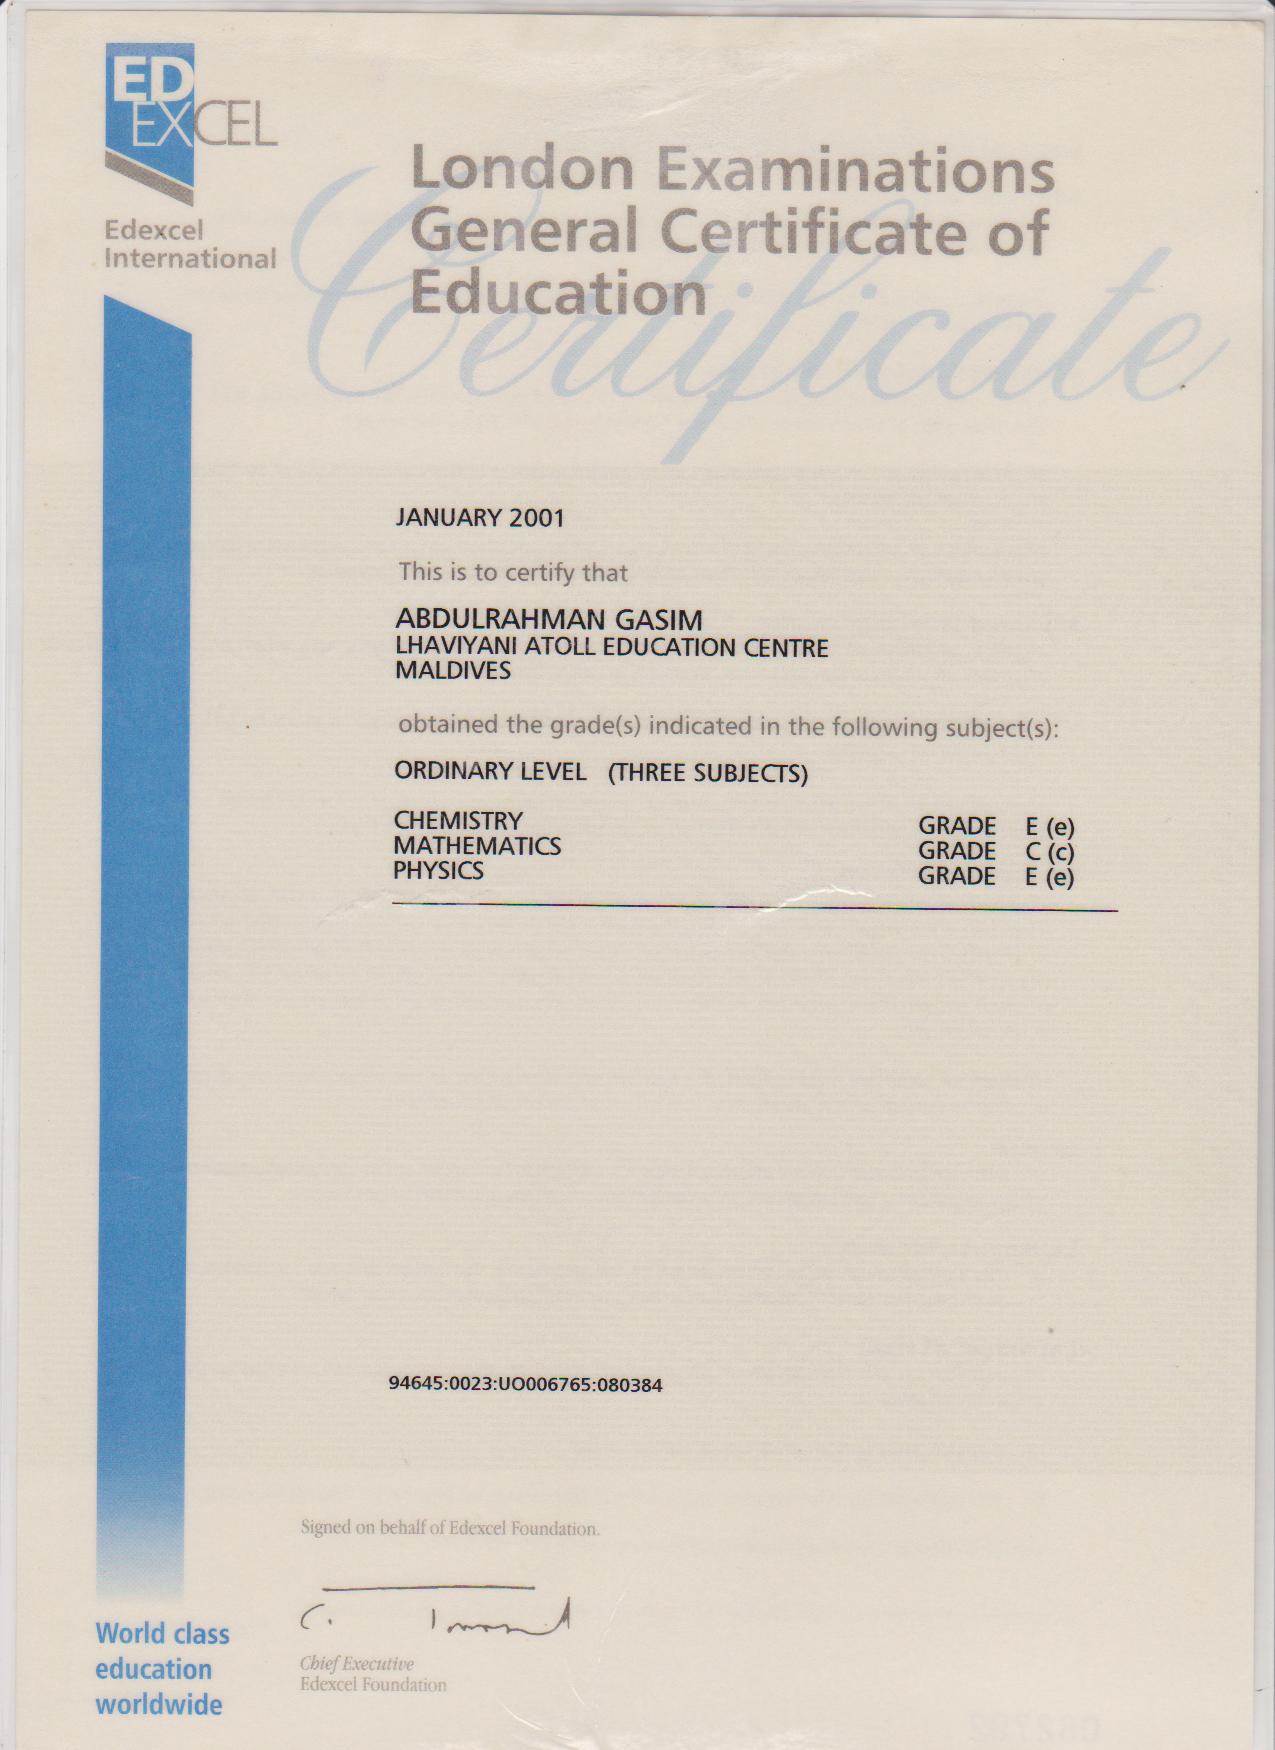 ED
EXCEL
Edexcel
International
London Examinations
General Certificate of
Education
Certificate
JANUARY 2001
This is to certify that
ABDULRAHMAN GASIM
LHAVIYANI ATOLL EDUCATION CENTRE
MALDIVES
obtained the grade(s) indicated in the following subject(s):
ORDINARY LEVEL (THREE SUBJECTS)
CHEMISTRY GRADE E (e)
MATHEMATICS GRADE C (c)
PHYSICS GRADE E (e)
94645:0023:UO006765:080384
Signed on behalf of Edexcel Foundation.
Chief Executive
Edexcel Foundation
World class
education
worldwide